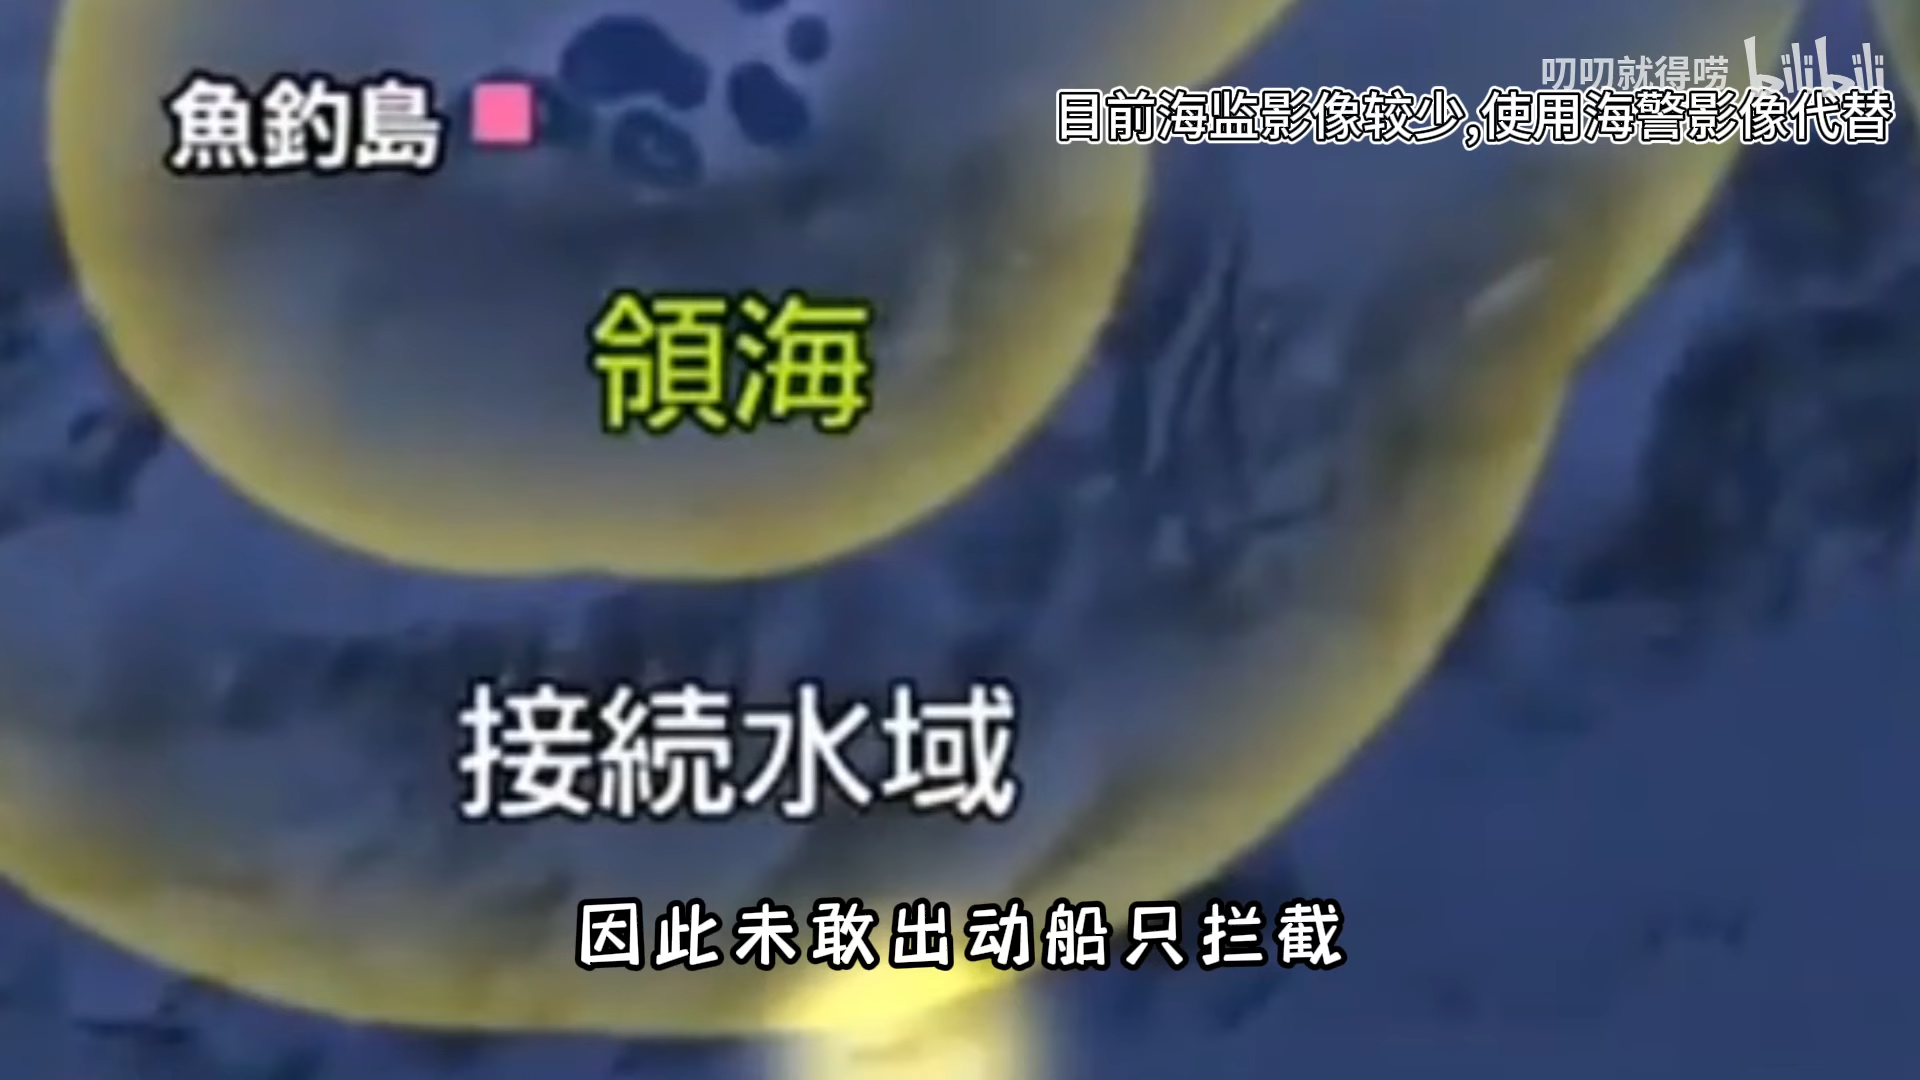 叨叨就得唠 bilibili
目前海监影像较少,使用海警影像代替
魚釣島
領海
接続水域
因此未敢出动船只拦截